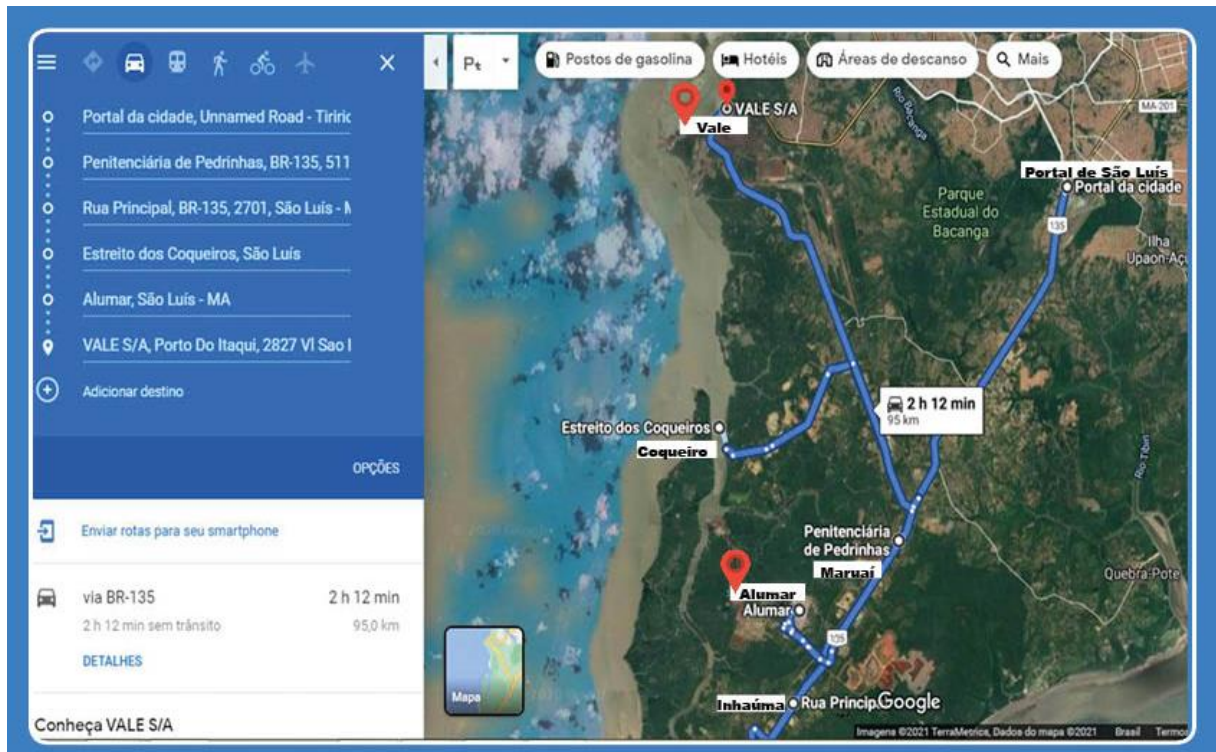 Portal da cidade, Unnamed Road - Tiriric
Penitenciária de Pedrinhas, BR-135, 511
Rua Principal, BR-135, 2701, São Luís - M
Estreito dos Coqueiros, São Luís
Alumar, São Luís - MA
VALE S/A, Porto Do Itaqui, 2827 Vl Sao I
Adicionar destino
OPÇÕES
Enviar rotas para seu smartphone
via BR-135 2 h 12 min
2 h 12 min sem trânsito 95,0 km
DETALHES
Conheça VALE S/A
Pt
Postos de gasolina
Hotéis
Áreas de descanso
Mais
VALE S/A
Vale
Rio Bacanga
MA-201
Portal de São Luís
Portal da cidade
Parque
Estadual do
Bacanga
135
Ilha
Upaon-Açu
2 h 12 min
95 km
Estreito dos Coqueiros
Coqueiro
Rio Tibiri
Penitenciária
de Pedrinhas
Maruaí
Quebra-Pote
Alumar
Alumar
135
Inhaúma
Rua Princip
Google
Mapa
Imagens ©2021 TerraMetrics, Dados do mapa ©2021 Brasil Termos